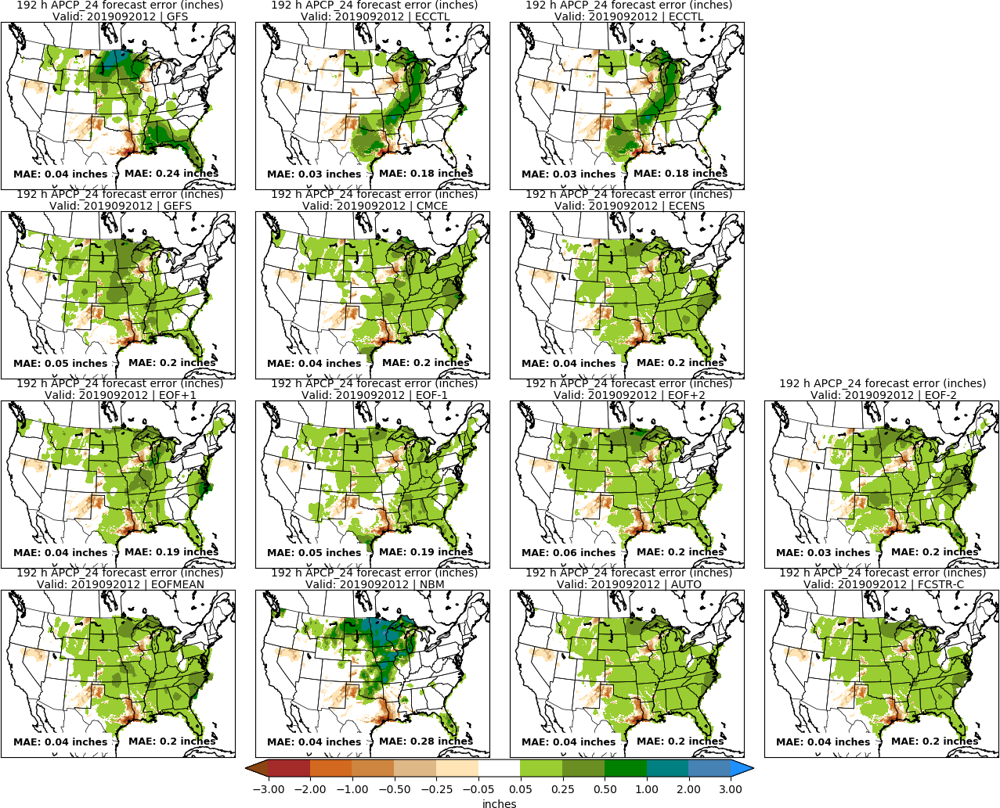 192 h APCP_24 forecast error (inches)
Valid: 2019092012 | GFS
MAE: 0.04 inches
MAE: 0.24 inches
192 h APCP_24 forecast error (inches)
Valid: 2019092012 | ECCTL
MAE: 0.03 inches
MAE: 0.18 inches
192 h APCP_24 forecast error (inches)
Valid: 2019092012 | ECCTL
MAE: 0.03 inches
MAE: 0.18 inches
192 h APCP_24 forecast error (inches)
Valid: 2019092012 | GEFS
MAE: 0.05 inches
MAE: 0.2 inches
192 h APCP_24 forecast error (inches)
Valid: 2019092012 | CMCE
MAE: 0.04 inches
MAE: 0.2 inches
192 h APCP_24 forecast error (inches)
Valid: 2019092012 | ECENS
MAE: 0.04 inches
MAE: 0.2 inches
192 h APCP_24 forecast error (inches)
Valid: 2019092012 | EOF+1
MAE: 0.04 inches
MAE: 0.19 inches
192 h APCP_24 forecast error (inches)
Valid: 2019092012 | EOF-1
MAE: 0.05 inches
MAE: 0.19 inches
192 h APCP_24 forecast error (inches)
Valid: 2019092012 | EOF+2
MAE: 0.06 inches
MAE: 0.2 inches
192 h APCP_24 forecast error (inches)
Valid: 2019092012 | EOF-2
MAE: 0.03 inches
MAE: 0.2 inches
192 h APCP_24 forecast error (inches)
Valid: 2019092012 | EOFMEAN
MAE: 0.04 inches
MAE: 0.2 inches
192 h APCP_24 forecast error (inches)
Valid: 2019092012 | NBM
MAE: 0.04 inches
MAE: 0.28 inches
192 h APCP_24 forecast error (inches)
Valid: 2019092012 | AUTO
MAE: 0.04 inches
MAE: 0.2 inches
192 h APCP_24 forecast error (inches)
Valid: 2019092012 | FCSTR-C
MAE: 0.04 inches
MAE: 0.2 inches
−3.00 −2.00 −1.00 −0.50 −0.25 −0.05 0.05 0.25 0.50 1.00 2.00 3.00
inches